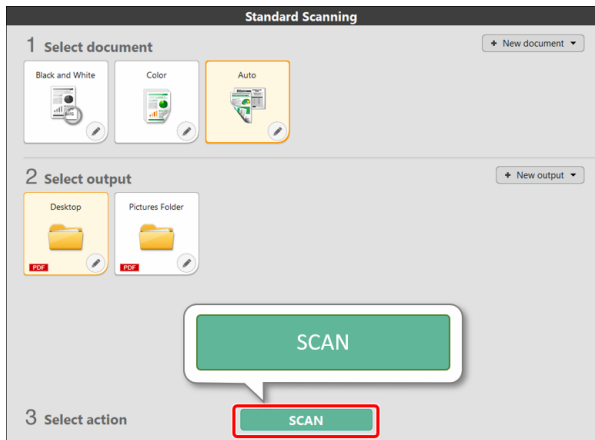 Standard Scanning
1 Select document
+ New document
Black and White
Color
Auto
2 Select output
+ New output
Desktop
Pictures Folder
PDF
PDF
SCAN
3 Select action
SCAN